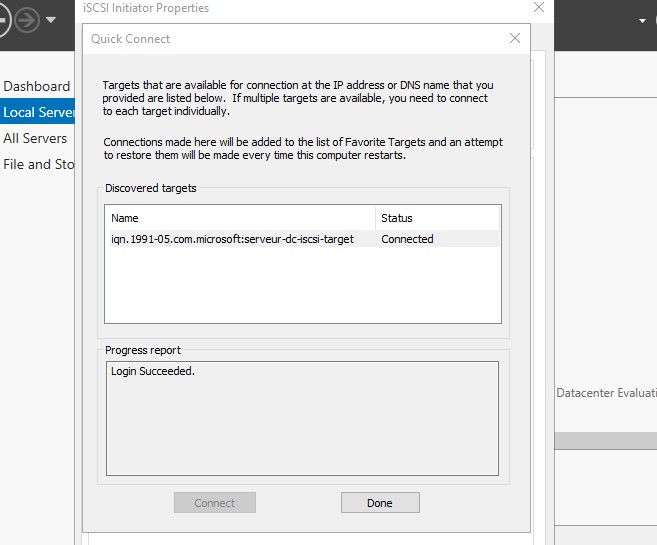 iSCSI Initiator Properties
Quick Connect
Targets that are available for connection at the IP address or DNS name that you
provided are listed below. If multiple targets are available, you need to connect
to each target individually.
Connections made here will be added to the list of Favorite Targets and an attempt
to restore them will be made every time this computer restarts.
Discovered targets
Name Status
iqn.1991-05.com.microsoft:serveur-dc-iscsi-target Connected
Progress report
Login Succeeded.
Connect Done
Dashboard
Local Server
All Servers
File and Sto
Datacenter Evaluati